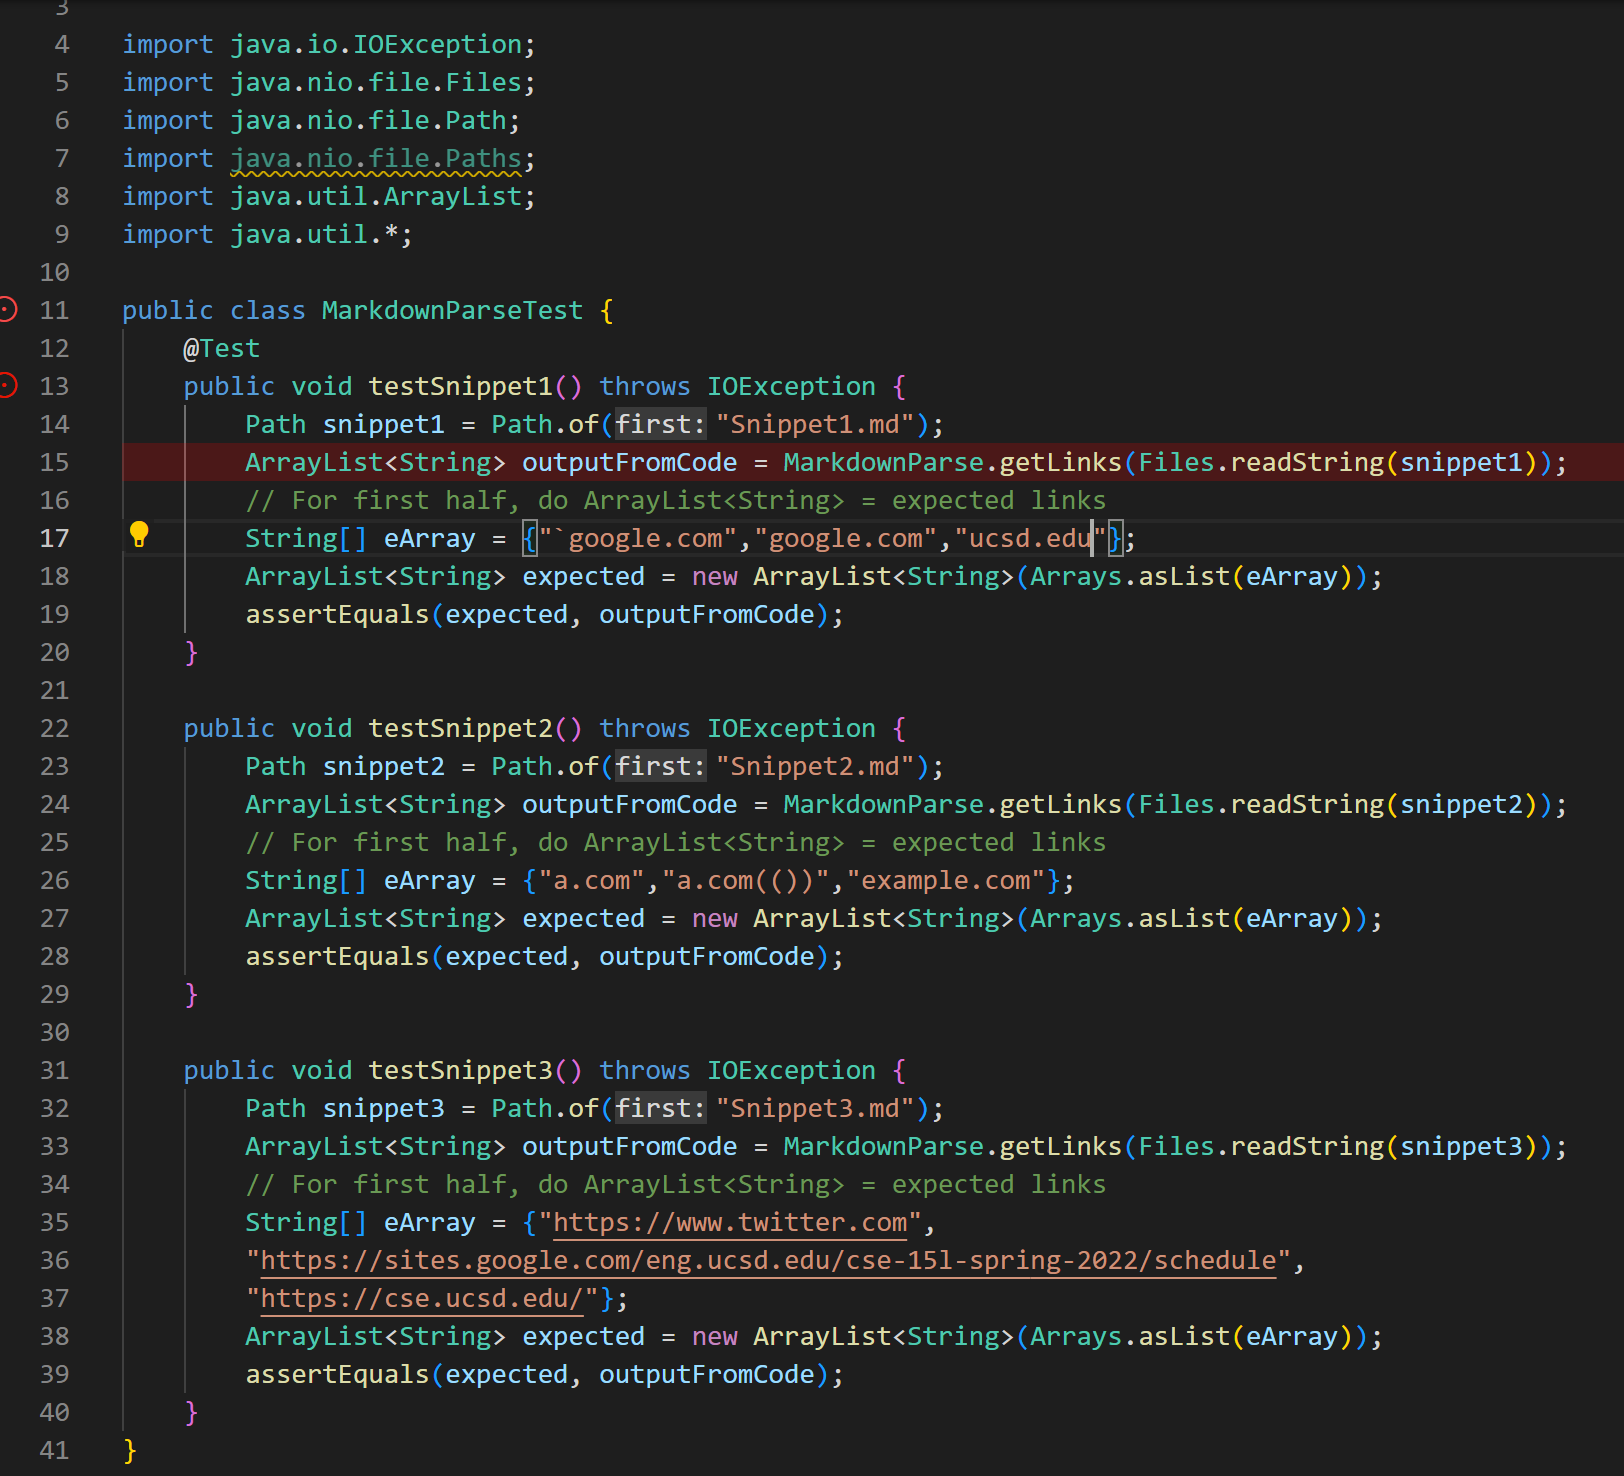 3
4 import java.io.IOException;
5 import java.nio.file.Files;
6 import java.nio.file.Path;
7 import java.nio.file.Paths;
8 import java.util.ArrayList;
9 import java.util.*;
10
11 public class MarkdownParseTest {
12     @Test
13     public void testSnippet1() throws IOException {
14         Path snippet1 = Path.of(first: "Snippet1.md");
15         ArrayList<String> outputFromCode = MarkdownParse.getLinks(Files.readString(snippet1));
16         // For first half, do ArrayList<String> = expected links
17         String[] eArray = {"`google.com","google.com","ucsd.edu"};
18         ArrayList<String> expected = new ArrayList<String>(Arrays.asList(eArray));
19         assertEquals(expected, outputFromCode);
20     }
21
22     public void testSnippet2() throws IOException {
23         Path snippet2 = Path.of(first: "Snippet2.md");
24         ArrayList<String> outputFromCode = MarkdownParse.getLinks(Files.readString(snippet2));
25         // For first half, do ArrayList<String> = expected links
26         String[] eArray = {"a.com","a.com(())","example.com"};
27         ArrayList<String> expected = new ArrayList<String>(Arrays.asList(eArray));
28         assertEquals(expected, outputFromCode);
29     }
30
31     public void testSnippet3() throws IOException {
32         Path snippet3 = Path.of(first: "Snippet3.md");
33         ArrayList<String> outputFromCode = MarkdownParse.getLinks(Files.readString(snippet3));
34         // For first half, do ArrayList<String> = expected links
35         String[] eArray = {"https://www.twitter.com",
36         "https://sites.google.com/eng.ucsd.edu/cse-15l-spring-2022/schedule",
37         "https://cse.ucsd.edu/"};
38         ArrayList<String> expected = new ArrayList<String>(Arrays.asList(eArray));
39         assertEquals(expected, outputFromCode);
40     }
41 }